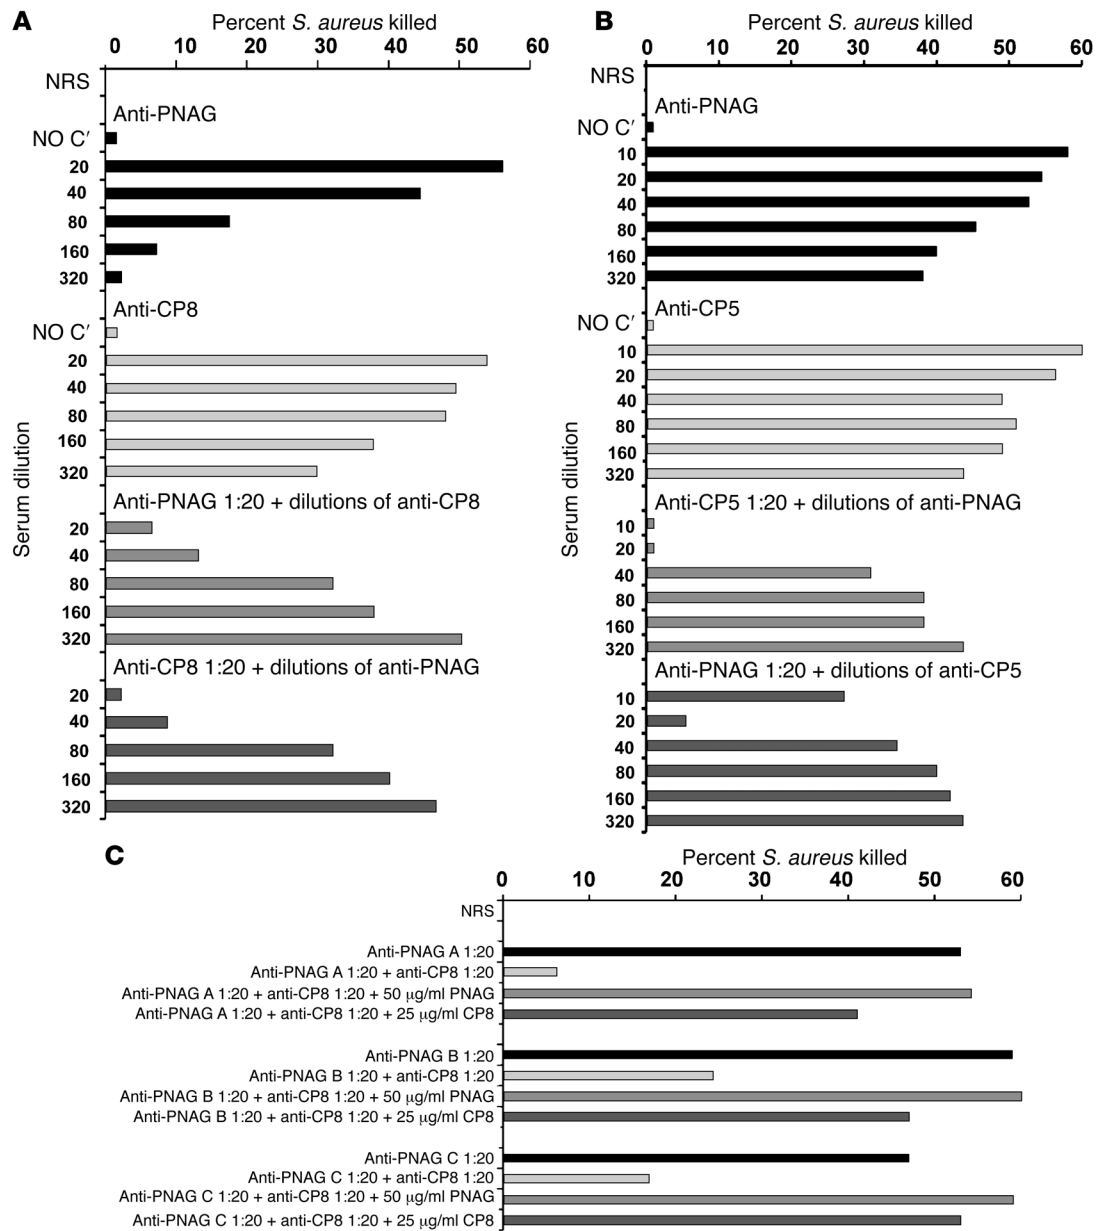 A
Percent S. aureus killed
0 10 20 30 40 50 60
NRS
Anti-PNAG
NO C′
20
40
80
160
320
Anti-CP8
NO C′
20
40
80
160
320
Anti-PNAG 1:20 + dilutions of anti-CP8
20
40
80
160
320
Anti-CP8 1:20 + dilutions of anti-PNAG
20
40
80
160
320
Serum dilution
B
Percent S. aureus killed
0 10 20 30 40 50 60
NRS
Anti-PNAG
NO C′
10
20
40
80
160
320
Anti-CP5
NO C′
10
20
40
80
160
320
Anti-CP5 1:20 + dilutions of anti-PNAG
10
20
40
80
160
320
Anti-PNAG 1:20 + dilutions of anti-CP5
10
20
40
80
160
320
Serum dilution
C
Percent S. aureus killed
0 10 20 30 40 50 60
NRS
Anti-PNAG A 1:20
Anti-PNAG A 1:20 + anti-CP8 1:20
Anti-PNAG A 1:20 + anti-CP8 1:20 + 50 μg/ml PNAG
Anti-PNAG A 1:20 + anti-CP8 1:20 + 25 μg/ml CP8
Anti-PNAG B 1:20
Anti-PNAG B 1:20 + anti-CP8 1:20
Anti-PNAG B 1:20 + anti-CP8 1:20 + 50 μg/ml PNAG
Anti-PNAG B 1:20 + anti-CP8 1:20 + 25 μg/ml CP8
Anti-PNAG C 1:20
Anti-PNAG C 1:20 + anti-CP8 1:20
Anti-PNAG C 1:20 + anti-CP8 1:20 + 50 μg/ml PNAG
Anti-PNAG C 1:20 + anti-CP8 1:20 + 25 μg/ml CP8